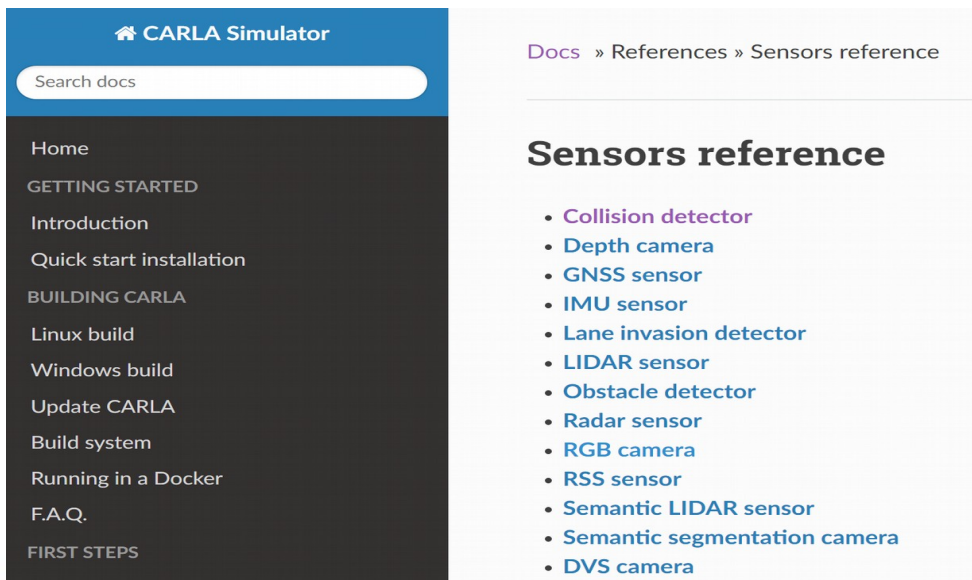 CARLA Simulator
Search docs
Home
GETTING STARTED
Introduction
Quick start installation
BUILDING CARLA
Linux build
Windows build
Update CARLA
Build system
Running in a Docker
F.A.Q.
FIRST STEPS
Docs » References » Sensors reference
Sensors reference
• Collision detector
• Depth camera
• GNSS sensor
• IMU sensor
• Lane invasion detector
• LIDAR sensor
• Obstacle detector
• Radar sensor
• RGB camera
• RSS sensor
• Semantic LIDAR sensor
• Semantic segmentation camera
• DVS camera